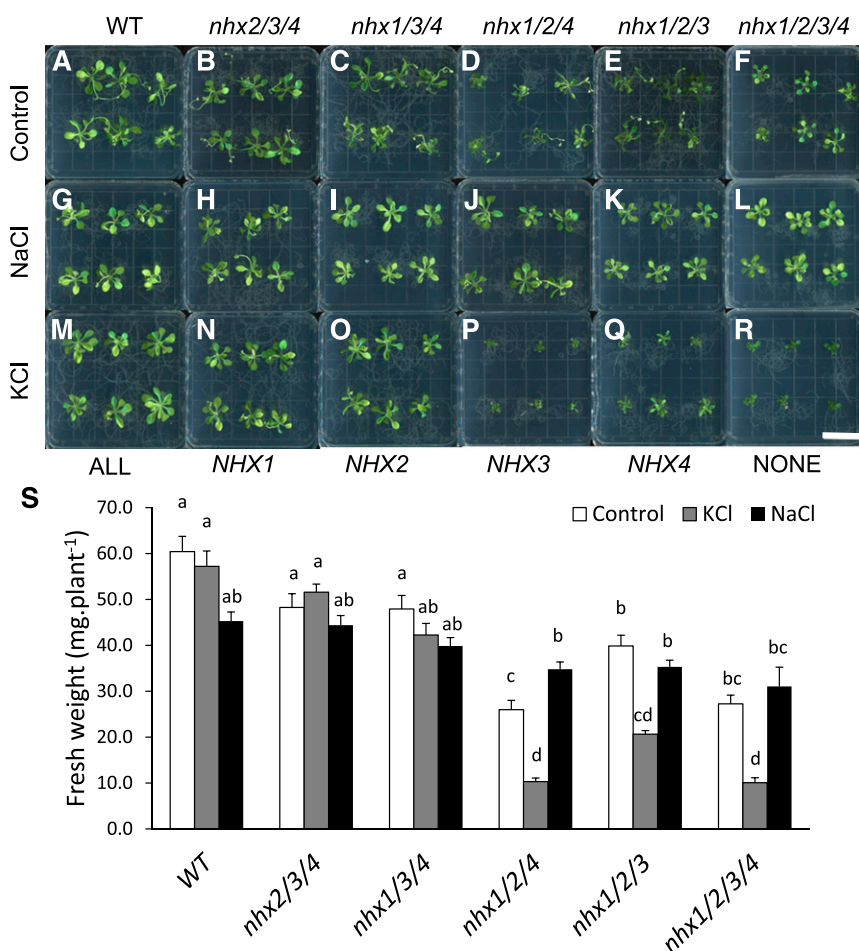 WT nhx2/3/4 nhx1/3/4 nhx1/2/4 nhx1/2/3 nhx1/2/3/4
Control A B C D E F
NaCl G H I J K L
KCl M N O P Q R
ALL NHX1 NHX2 NHX3 NHX4 NONE
S
Control KCl NaCl
Fresh weight (mg.plant-1)
70.0
60.0
50.0
40.0
30.0
20.0
10.0
0.0
a a ab
a a ab
a ab ab
c d b
b cd b
bc d bc
WT nhx2/3/4 nhx1/3/4 nhx1/2/4 nhx1/2/3 nhx1/2/3/4